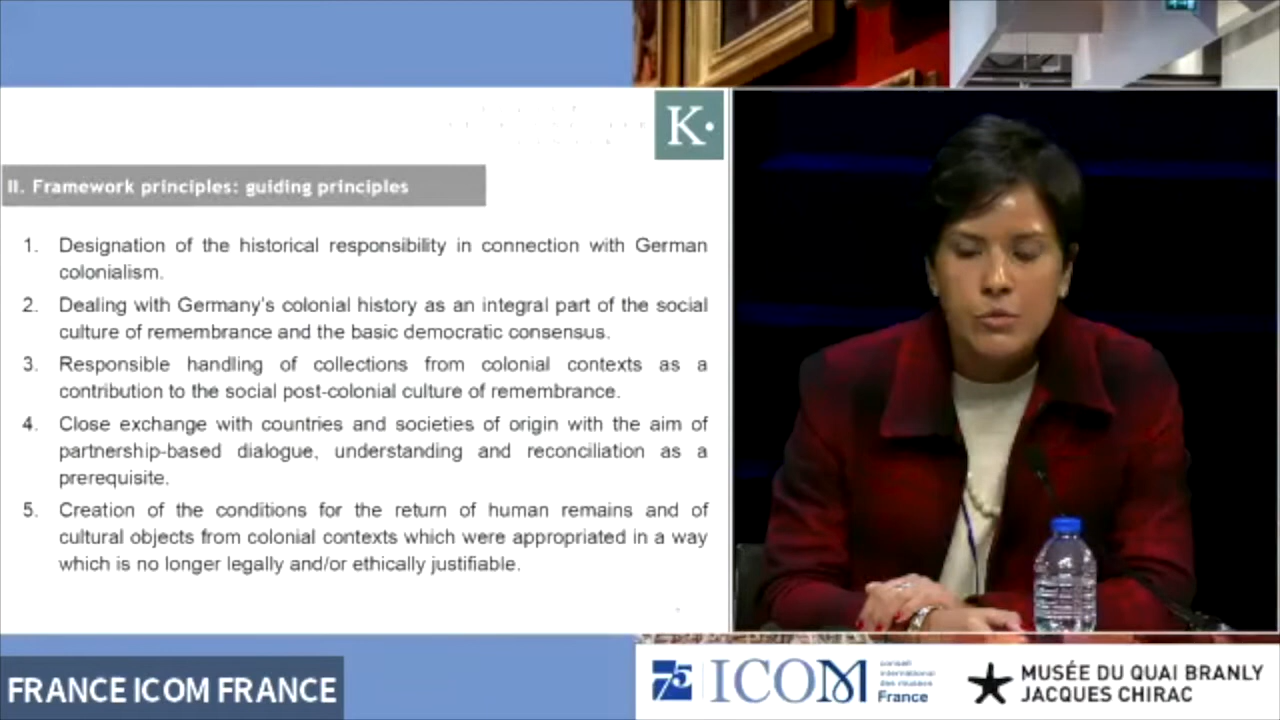 K.
II. Framework principles: guiding principles
1. Designation of the historical responsibility in connection with German
colonialism.
2. Dealing with Germany's colonial history as an integral part of the social
culture of remembrance and the basic democratic consensus.
3. Responsible handling of collections from colonial contexts as a
contribution to the social post-colonial culture of remembrance.
4. Close exchange with countries and societies of origin with the aim of
partnership-based dialogue, understanding and reconciliation as a
prerequisite.
5. Creation of the conditions for the return of human remains and of
cultural objects from colonial contexts which were appropriated in a way
which is no longer legally and/or ethically justifiable.
FRANCE ICOM FRANCE
75
ICOM
conseil
international
des musées
France
MUSÉE DU QUAI BRANLY
JACQUES CHIRAC